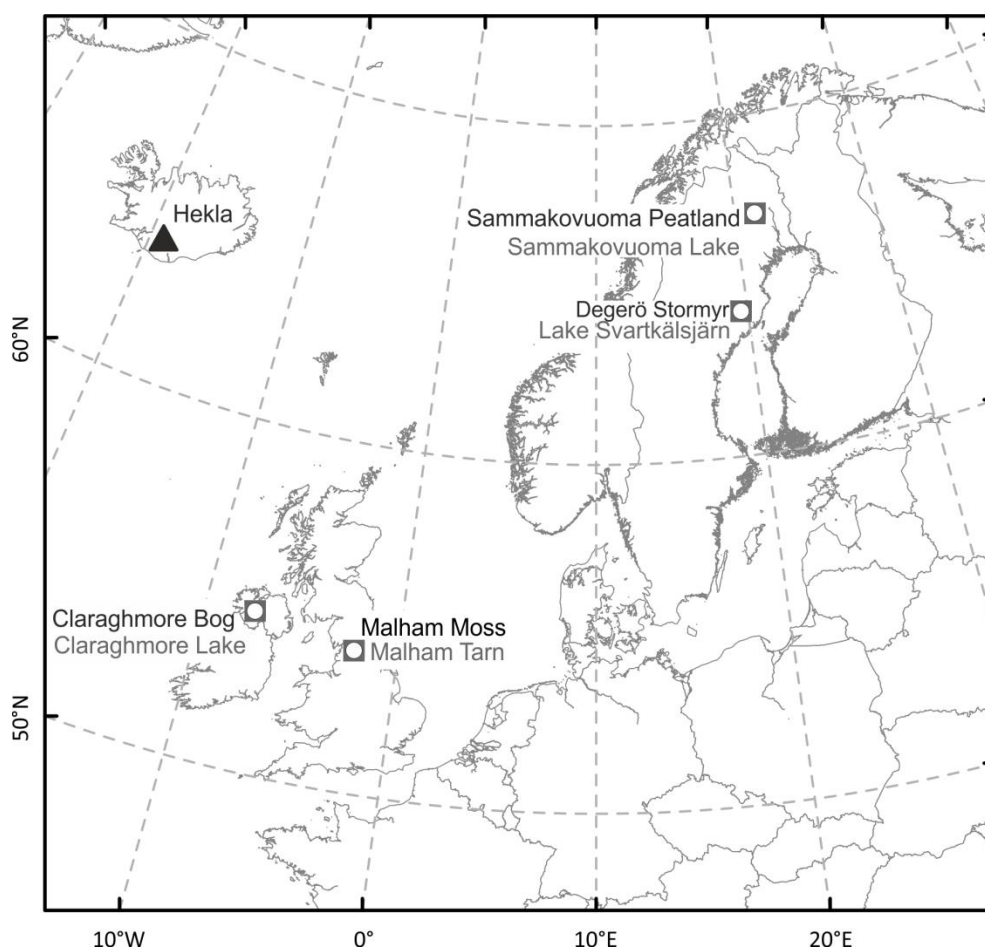 Hekla
Sammakovuoma Peatland
Sammakovuoma Lake
Degerö Stormyr
Lake Svartkälsjärn
60°N
Claraghmore Bog
Claraghmore Lake
Malham Moss
Malham Tarn
50°N
10°W
0°
10°E
20°E